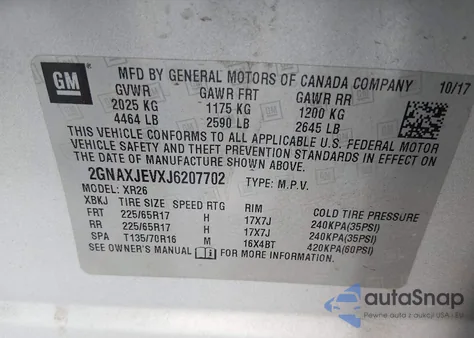 GM
MFD BY GENERAL MOTORS OF CANADA COMPANY 10/17
GVWR GAWR FRT GAWR RR
2025 KG 1175 KG 1200 KG
4464 LB 2590 LB 2645 LB
THIS VEHICLE CONFORMS TO ALL APPLICABLE U.S. FEDERAL MOTOR
VEHICLE SAFETY AND THEFT PREVENTION STANDARDS IN EFFECT ON
THE DATE OF MANUFACTURE SHOWN ABOVE.
2GNAXJEVXJ6207702 TYPE: M.P.V.
MODEL: XR26
XBKJ TIRE SIZE SPEED RTG RIM COLD TIRE PRESSURE
FRT 225/65R17 H 17X7J 240KPA(35PSI)
RR 225/65R17 H 17X7J 240KPA(35PSI)
SPA T135/70R16 M 16X4BT 420KPA(60PSI)
SEE OWNER'S MANUAL FOR MORE INFORMATION
autoSnap
Pewne auta z USA i EU